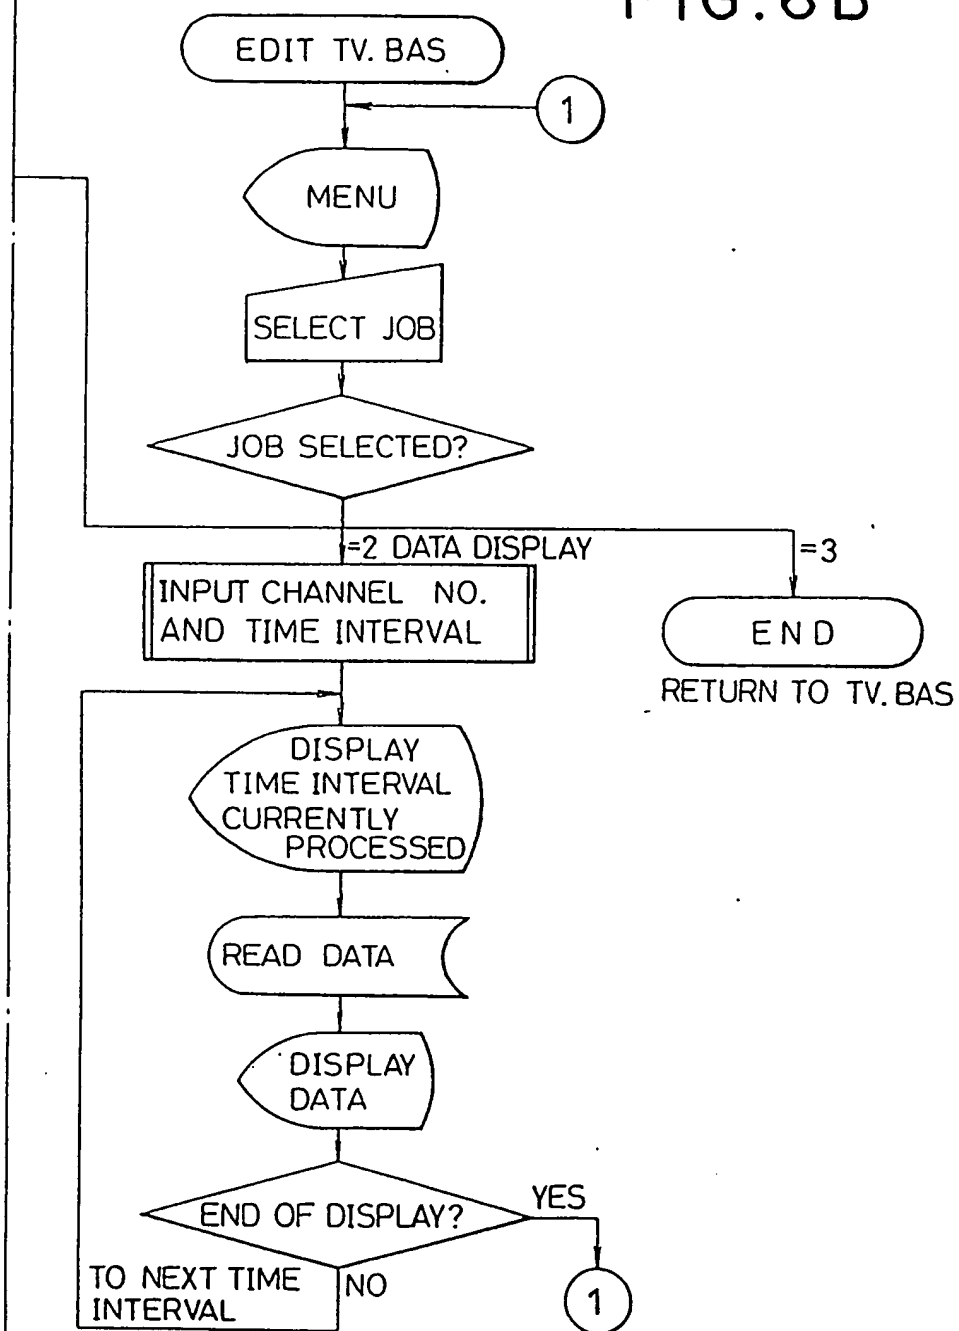 FIG. 6B
EDIT TV. BAS
1
MENU
SELECT JOB
JOB SELECTED?
=2 DATA DISPLAY
=3
INPUT CHANNEL NO.
AND TIME INTERVAL
END
RETURN TO TV. BAS
DISPLAY
TIME INTERVAL
CURRENTLY
PROCESSED
READ DATA
DISPLAY
DATA
END OF DISPLAY?
YES
TO NEXT TIME
INTERVAL
NO
1